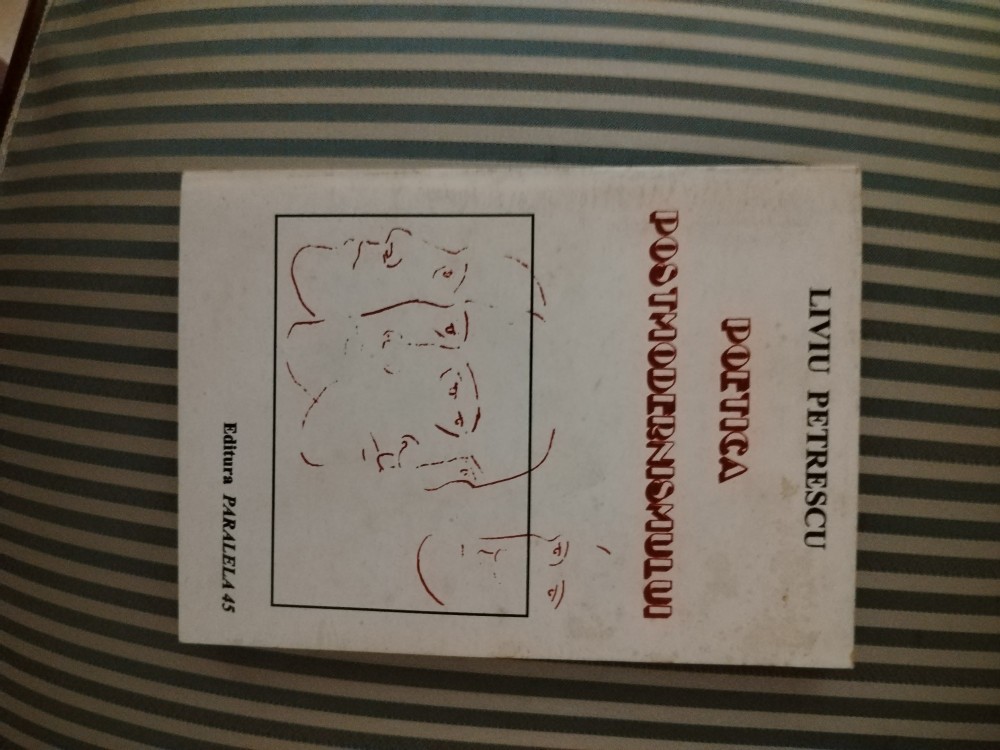 LIVIU PETRESCU
POETICA
POSTMODERNISMULUI
Editura PARALELA 45